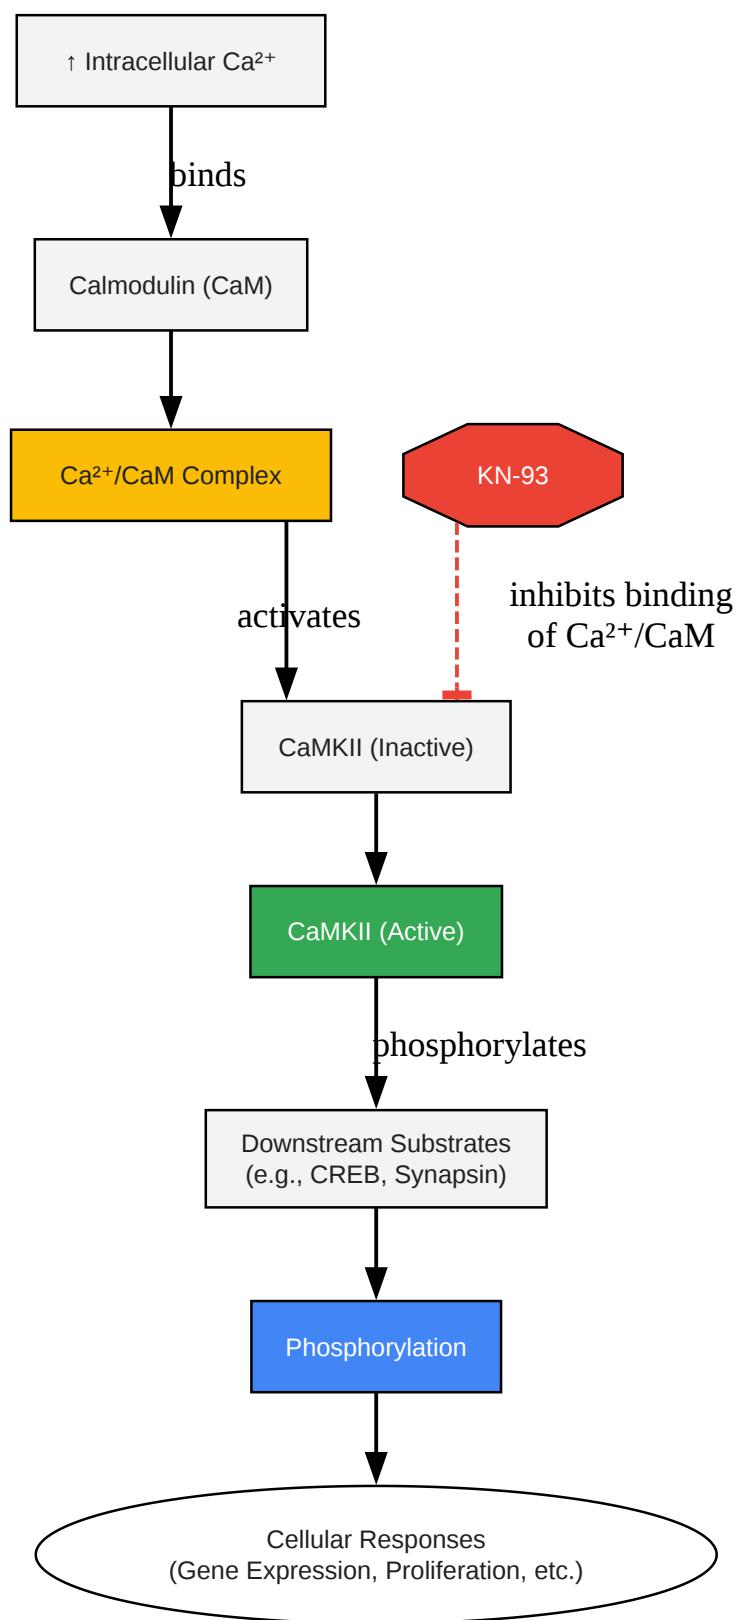 ↑ Intracellular Ca²⁺
binds
Calmodulin (CaM)
Ca²⁺/CaM Complex
KN-93
inhibits binding
of Ca²⁺/CaM
activates
CaMKII (Inactive)
CaMKII (Active)
phosphorylates
Downstream Substrates
(e.g., CREB, Synapsin)
Phosphorylation
Cellular Responses
(Gene Expression, Proliferation, etc.)